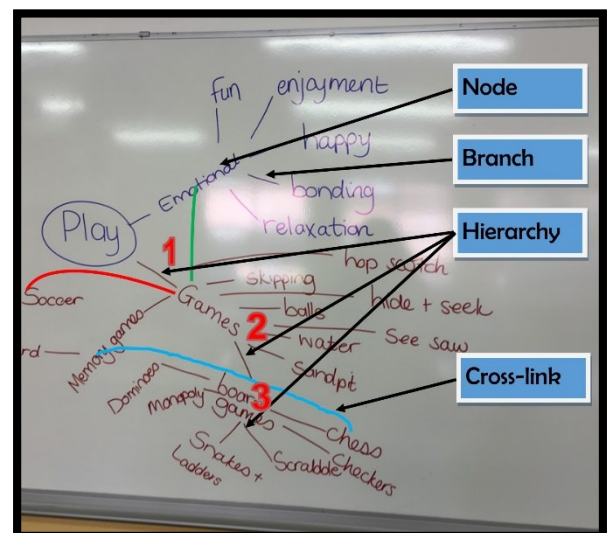 fun
enjoyment
Node
happy
Emotional
Branch
bonding
relaxation
Play
Hierarchy
1
hop scotch
skipping
Soccer
Games
hide + seek
balls
2
See saw
water
Memory games
rd
Sandpit
Cross-link
Dominoes
board games
3
Monopoly
Chess
Checkers
Snakes +
Ladders
Scrabble